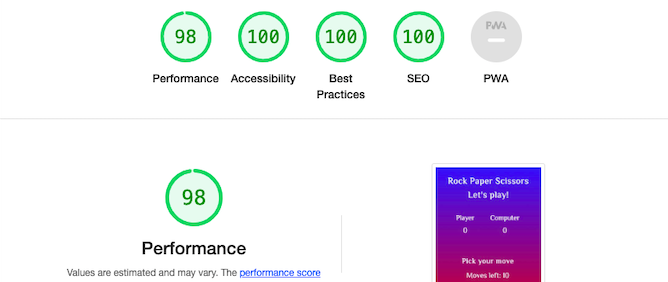 98 100 100 100 PWA
Performance Accessibility Best Practices SEO PWA
98
Performance
Values are estimated and may vary. The performance score
Rock Paper Scissors
Let's play!
Player Computer
0 0
Pick your move
Moves left: 10